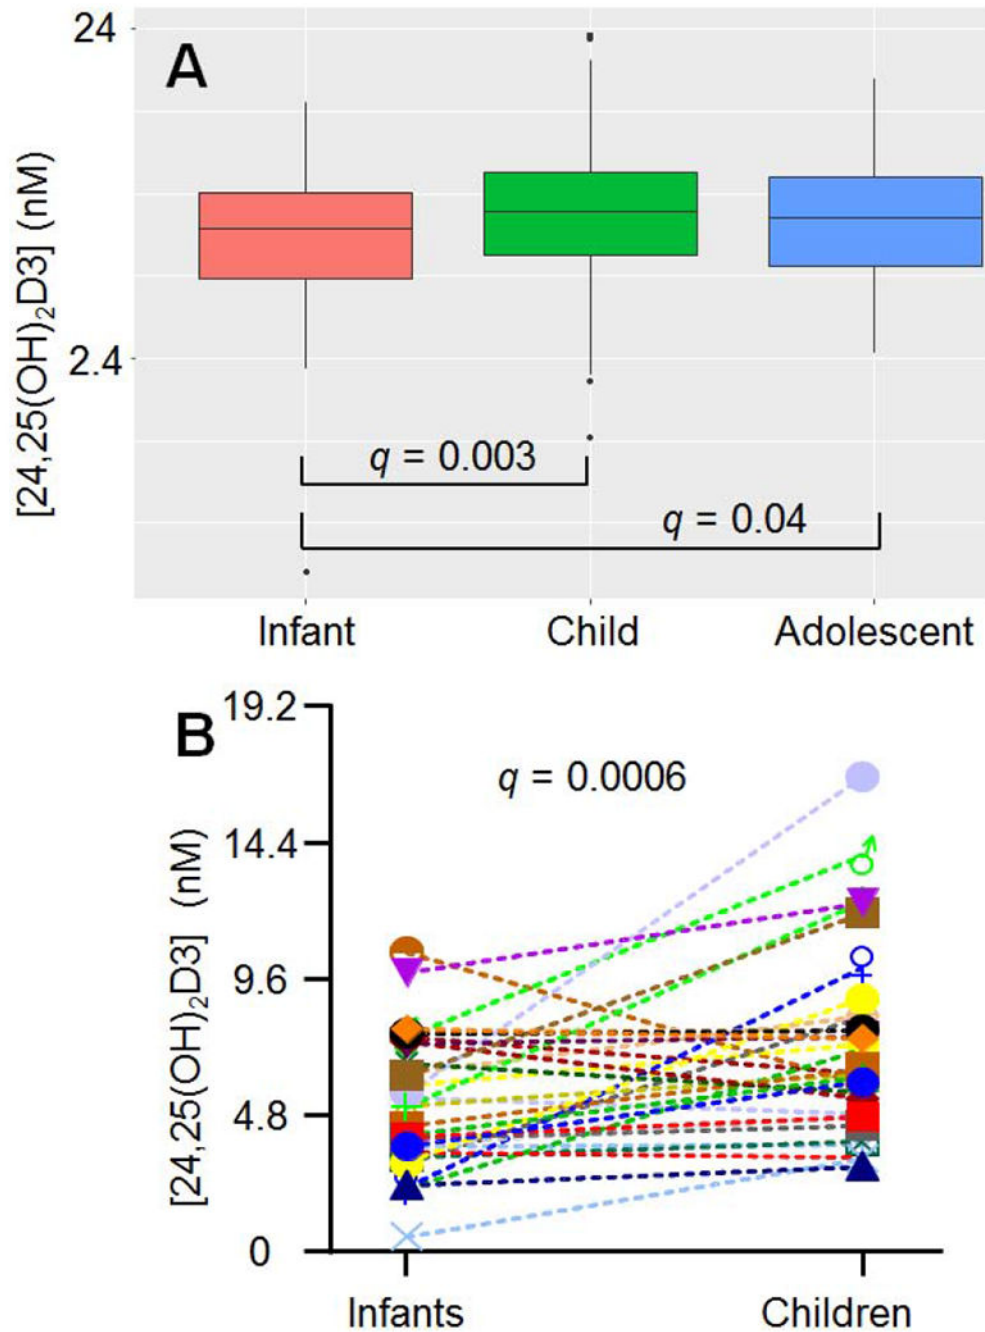 24
A
[24,25(OH)₂D3] (nM)
2.4
q = 0.003
q = 0.04
Infant Child Adolescent
19.2
B
q = 0.0006
14.4
[24,25(OH)₂D3] (nM)
9.6
4.8
0
Infants Children